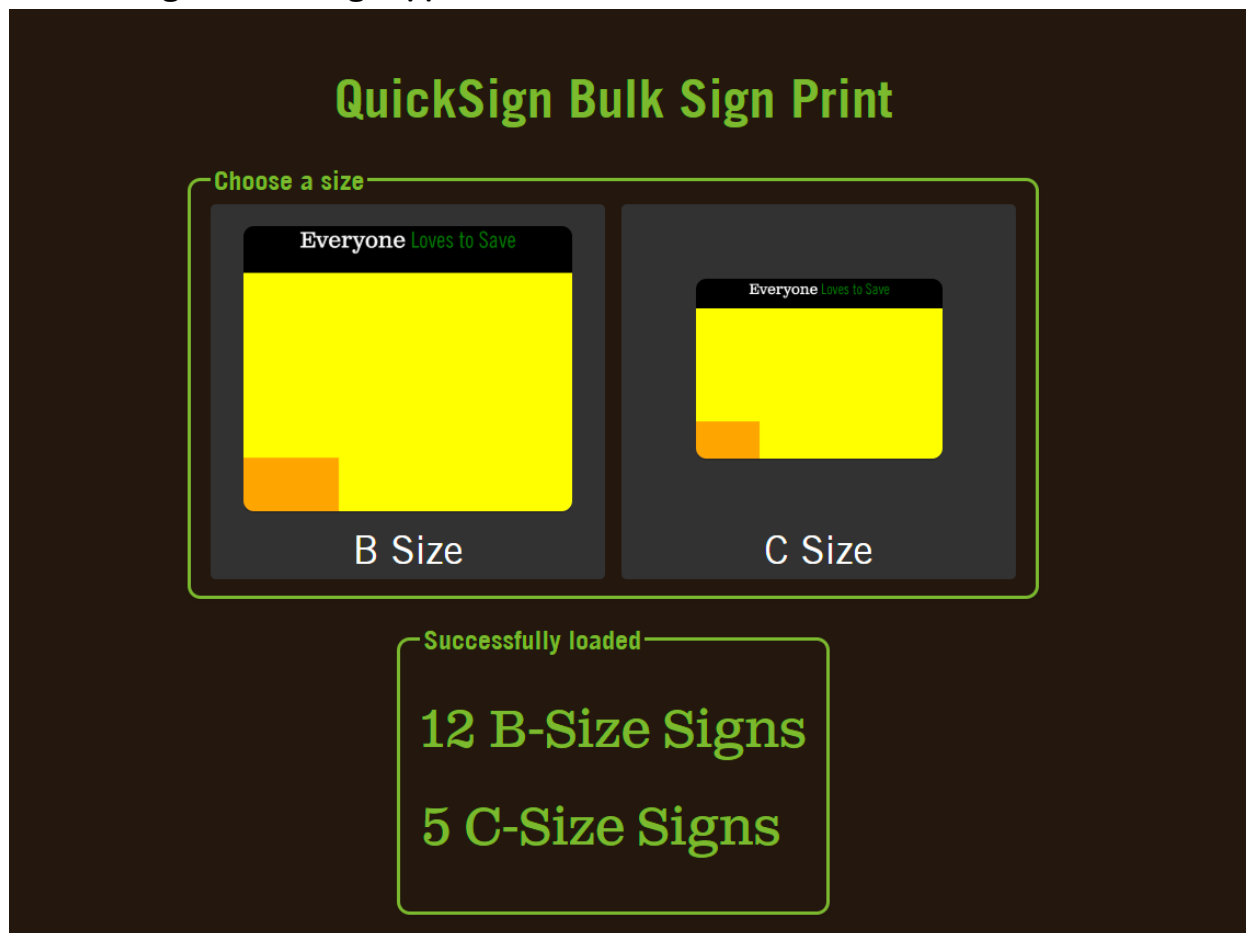 QuickSign Bulk Sign Print
Choose a size
Everyone Loves to Save
Everyone Loves to Save
B Size
C Size
Successfully loaded
12 B-Size Signs
5 C-Size Signs